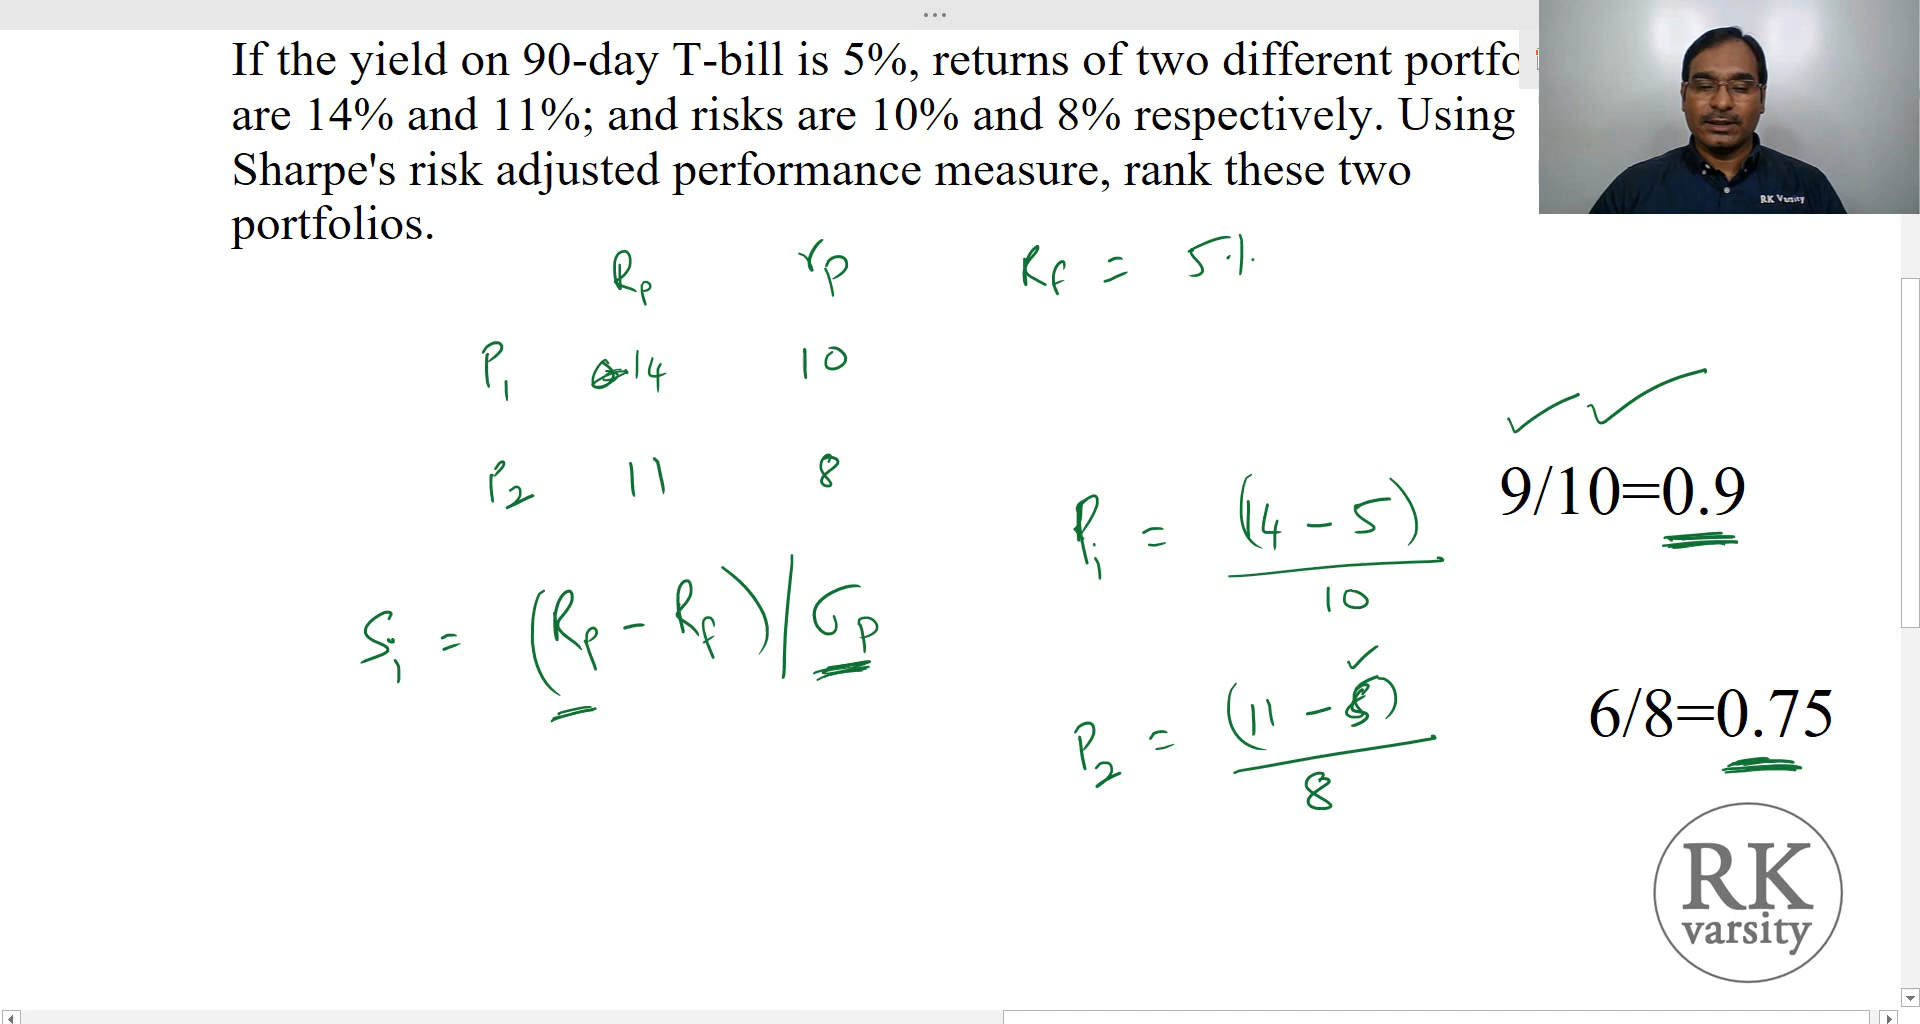 If the yield on 90-day T-bill is 5%, returns of two different portfo
are 14% and 11%; and risks are 10% and 8% respectively. Using
Sharpe's risk adjusted performance measure, rank these two
portfolios.
RK Varsity
Rp rp Rf = 5%
P1 14 10
P2 11 8
S1 = (Rp - Rf) / σp
P1 = (14 - 5)
10
9/10=0.9
P2 = (11 - 5)
8
6/8=0.75
RK
varsity